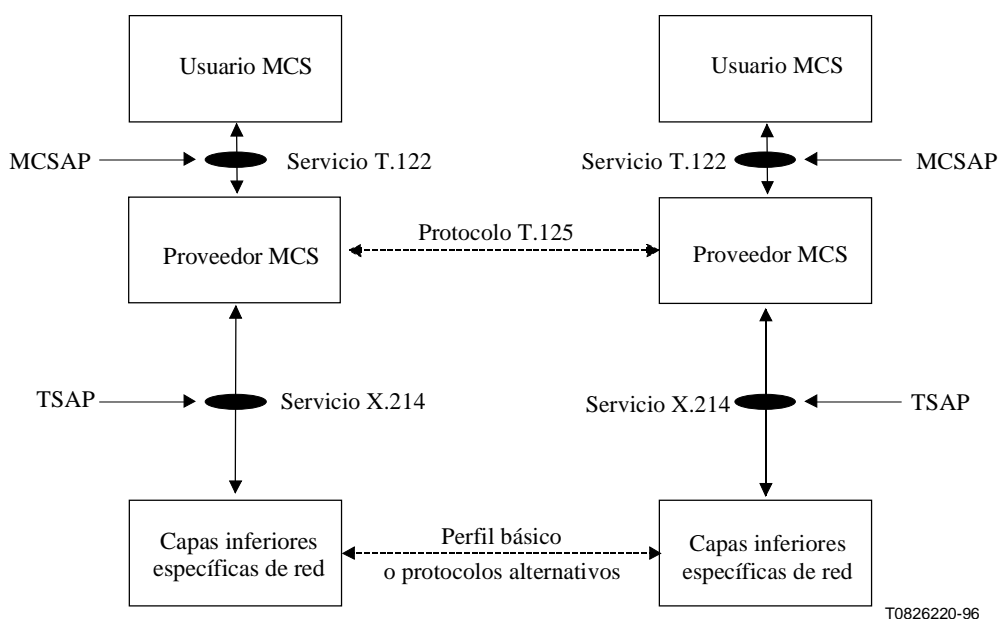 Usuario MCS
Usuario MCS
MCSAP
Servicio T.122
Servicio T.122
MCSAP
Protocolo T.125
Proveedor MCS
Proveedor MCS
TSAP
Servicio X.214
Servicio X.214
TSAP
Capas inferiores
específicas de red
Perfil básico
o protocolos alternativos
Capas inferiores
específicas de red
T0826220-96